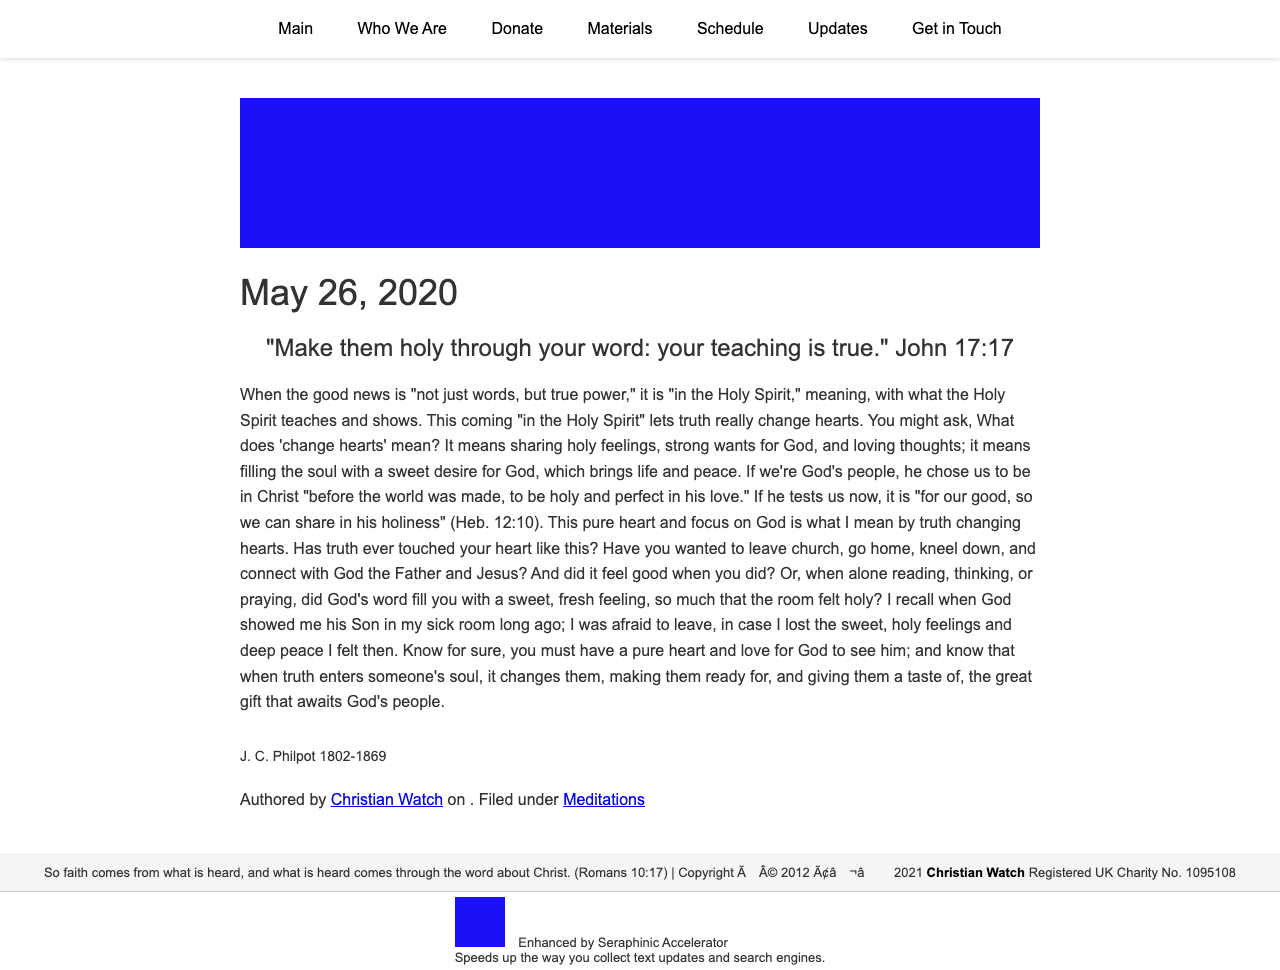 Main Who We Are Donate Materials Schedule Updates Get in Touch
May 26, 2020
"Make them holy through your word: your teaching is true." John 17:17
When the good news is "not just words, but true power," it is "in the Holy Spirit," meaning, with what the Holy
Spirit teaches and shows. This coming "in the Holy Spirit" lets truth really change hearts. You might ask, What
does 'change hearts' mean? It means sharing holy feelings, strong wants for God, and loving thoughts; it means
filling the soul with a sweet desire for God, which brings life and peace. If we're God's people, he chose us to be
in Christ "before the world was made, to be holy and perfect in his love." If he tests us now, it is "for our good, so
we can share in his holiness" (Heb. 12:10). This pure heart and focus on God is what I mean by truth changing
hearts. Has truth ever touched your heart like this? Have you wanted to leave church, go home, kneel down, and
connect with God the Father and Jesus? And did it feel good when you did? Or, when alone reading, thinking, or
praying, did God's word fill you with a sweet, fresh feeling, so much that the room felt holy? I recall when God
showed me his Son in my sick room long ago; I was afraid to leave, in case I lost the sweet, holy feelings and
deep peace I felt then. Know for sure, you must have a pure heart and love for God to see him; and know that
when truth enters someone's soul, it changes them, making them ready for, and giving them a taste of, the great
gift that awaits God's people.
J. C. Philpot 1802-1869
Authored by Christian Watch on . Filed under Meditations
So faith comes from what is heard, and what is heard comes through the word about Christ. (Romans 10:17) | Copyright Ã Â© 2012 Ã¢â ¬â 2021 Christian Watch Registered UK Charity No. 1095108
Enhanced by Seraphinic Accelerator
Speeds up the way you collect text updates and search engines.